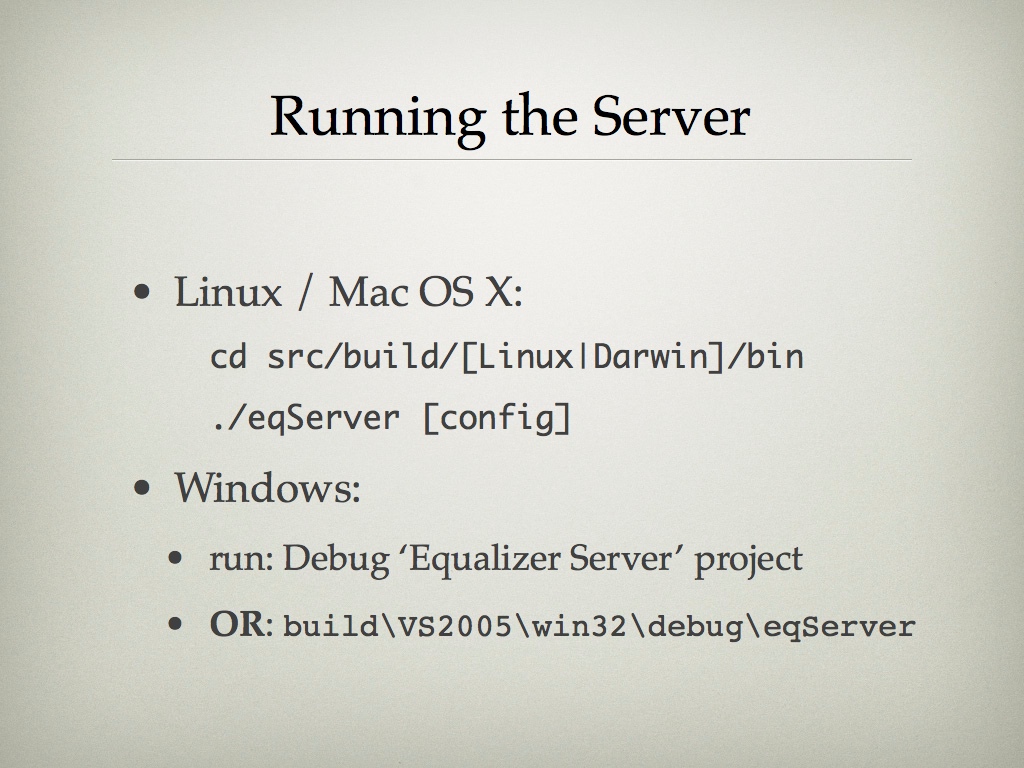 Running the Server
• Linux / Mac OS X:
cd src/build/[Linux|Darwin]/bin
./eqServer [config]
• Windows:
• run: Debug ‘Equalizer Server’ project
• OR: build\VS2005\win32\debug\eqServer